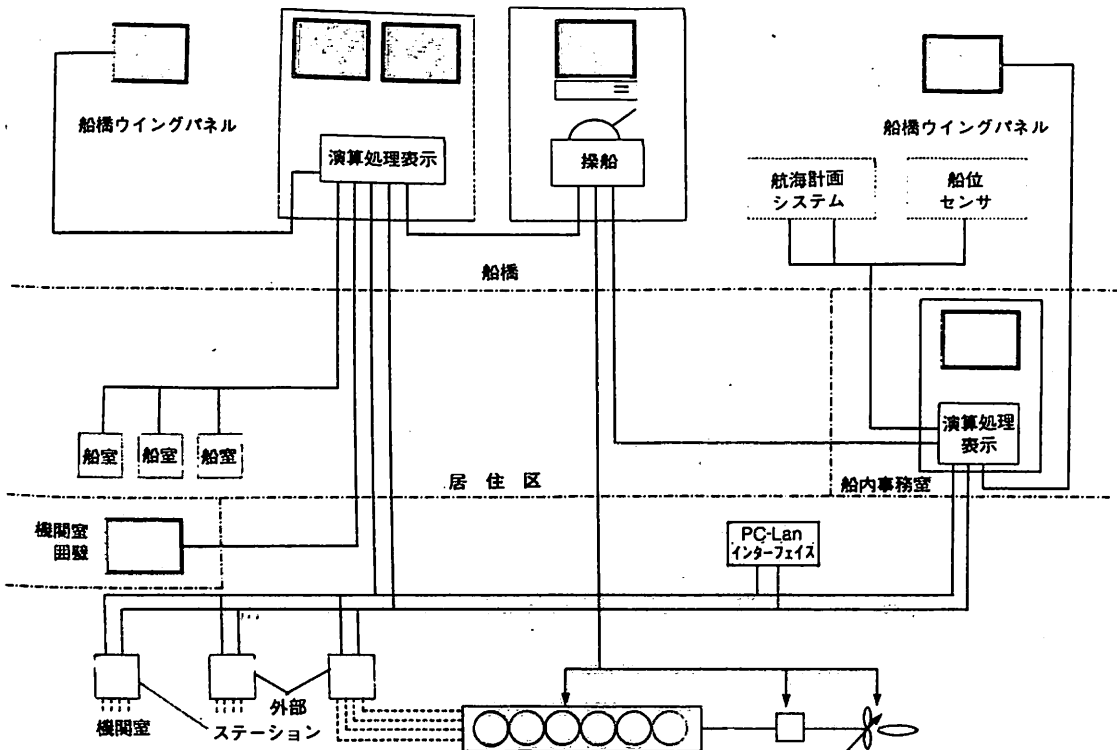 船橋ウイングパネル
演算処理表示
操船
船橋ウイングパネル
航海計画
システム
船位
センサ
船橋
船室
船室
船室
演算処理
表示
居住区
船内事務室
機関室
PC-Lan
インターフェイス
機関室
外部
ステーション